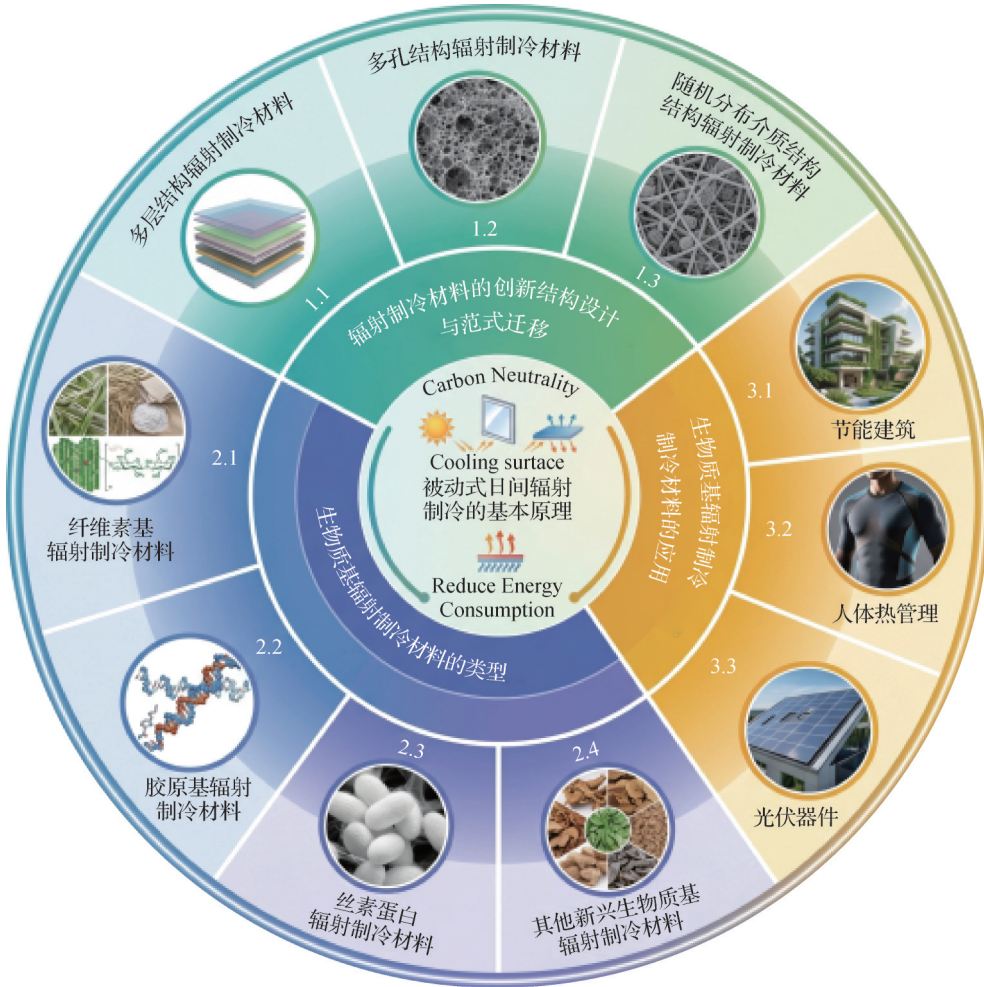 多层结构辐射制冷材料
1.1
多孔结构辐射制冷材料
1.2
随机分布介质结构
结构辐射制冷材料
1.3
辐射制冷材料的创新结构设计
与范式迁移
Carbon Neutrality
Cooling surtace
被动式日间辐射
制冷的基本原理
Reduce Energy
Consumption
生物质基辐射制冷材料的类型
2.1
纤维素基
辐射制冷材料
2.2
胶原基辐射
制冷材料
2.3
丝素蛋白
辐射制冷材料
2.4
其他新兴生物质基
辐射制冷材料
生物质基辐射制冷
制冷材料的应用
3.1
节能建筑
3.2
人体热管理
3.3
光伏器件